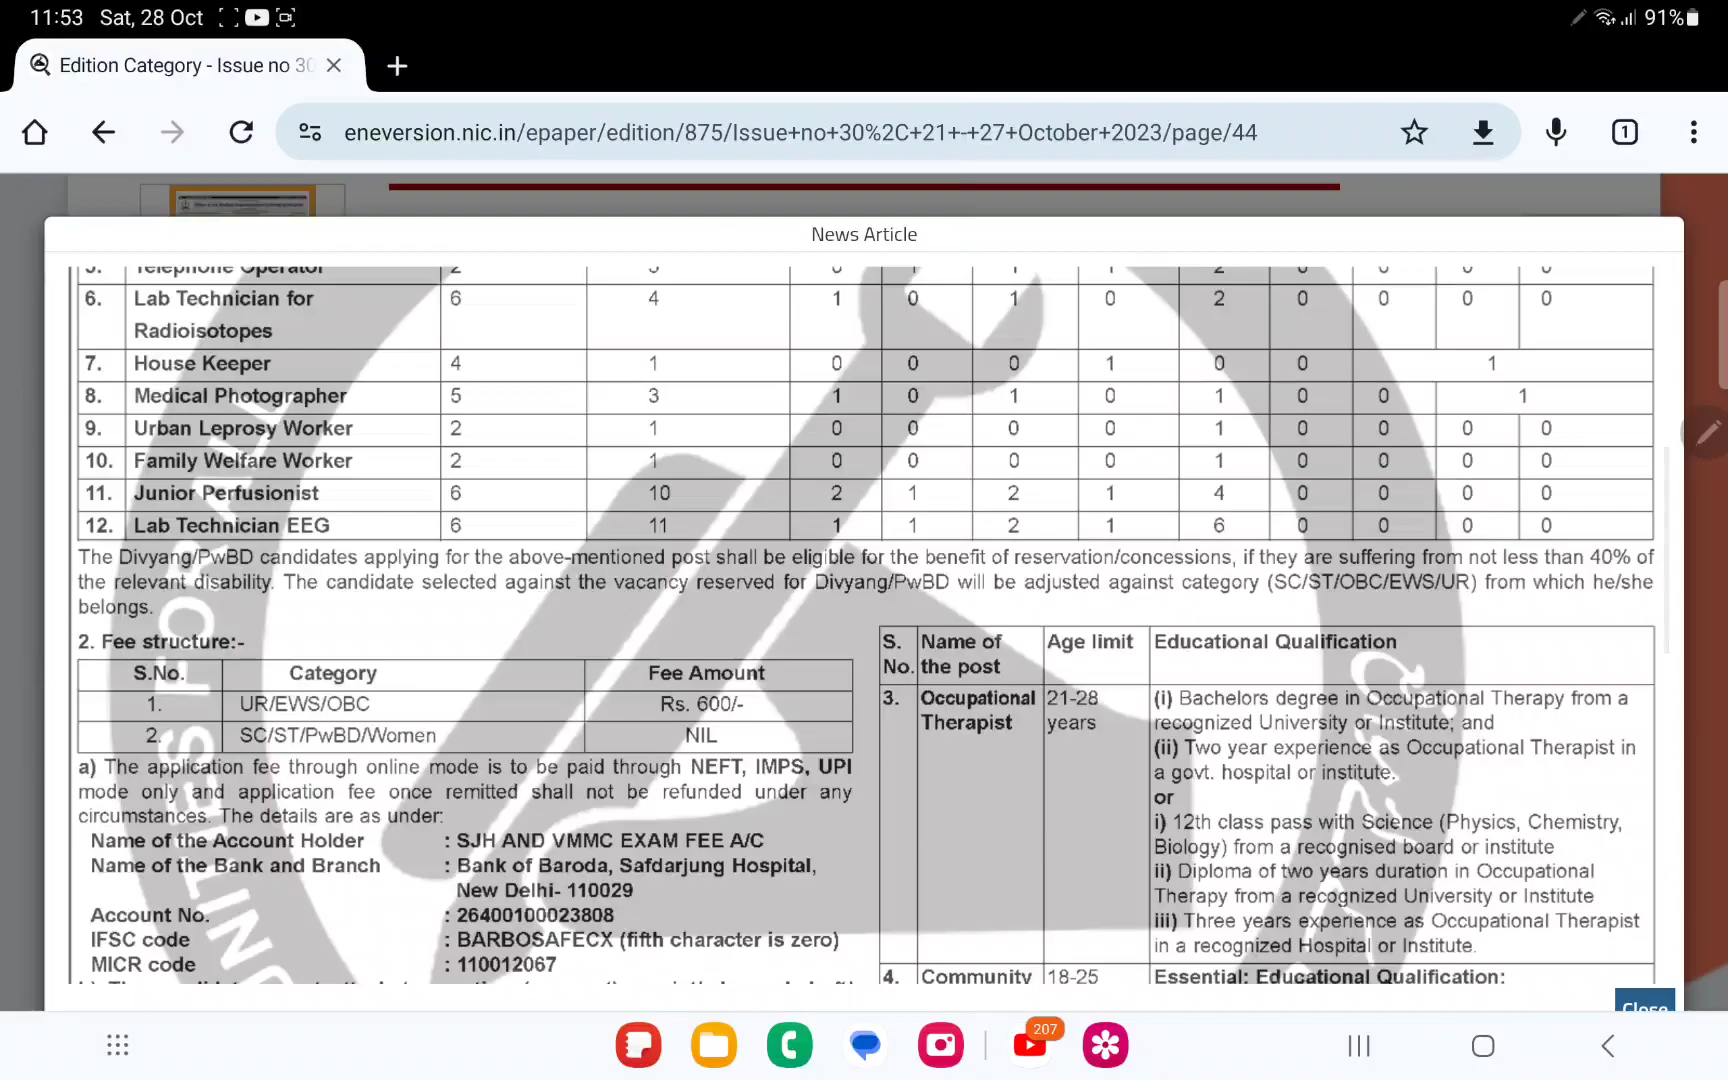 11:53 Sat, 28 Oct 91%
Edition Category - Issue no 30
eneversion.nic.in/epaper/edition/875/Issue+no+30%2C+21+-+27+October+2023/page/44 1
News Article
5. Telephone Operator 2
6. Lab Technician for Radioisotopes 6 4 1 0 1 0 2 0 0 0 0
7. House Keeper 4 1 0 0 0 1 0 0 1
8. Medical Photographer 5 3 1 0 1 0 1 0 0 1
9. Urban Leprosy Worker 2 1 0 0 0 0 1 0 0 0 0
10. Family Welfare Worker 2 1 0 0 0 0 1 0 0 0 0
11. Junior Perfusionist 6 10 2 1 2 1 4 0 0 0 0
12. Lab Technician EEG 6 11 1 1 2 1 6 0 0 0 0
The Divyang/PwBD candidates applying for the above-mentioned post shall be eligible for the benefit of reservation/concessions, if they are suffering from not less than 40% of
the relevant disability. The candidate selected against the vacancy reserved for Divyang/PwBD will be adjusted against category (SC/ST/OBC/EWS/UR) from which he/she
belongs.
2. Fee structure:-
S.No. Category Fee Amount
1. UR/EWS/OBC Rs. 600/-
2. SC/ST/PwBD/Women NIL
a) The application fee through online mode is to be paid through NEFT, IMPS, UPI
mode only and application fee once remitted shall not be refunded under any
circumstances. The details are as under:
Name of the Account Holder : SJH AND VMMC EXAM FEE A/C
Name of the Bank and Branch : Bank of Baroda, Safdarjung Hospital,
New Delhi- 110029
Account No. : 26400100023808
IFSC code : BARBOSAFECX (fifth character is zero)
MICR code : 110012067
S. No. Name of the post Age limit Educational Qualification
3. Occupational Therapist 21-28 years (i) Bachelors degree in Occupational Therapy from a
recognized University or Institute; and
(ii) Two year experience as Occupational Therapist in
a govt. hospital or institute.
or
i) 12th class pass with Science (Physics, Chemistry,
Biology) from a recognised board or institute
ii) Diploma of two years duration in Occupational
Therapy from a recognized University or Institute
iii) Three years experience as Occupational Therapist
in a recognized Hospital or Institute.
4. Community 18-25 Essential: Educational Qualification:
Close
207